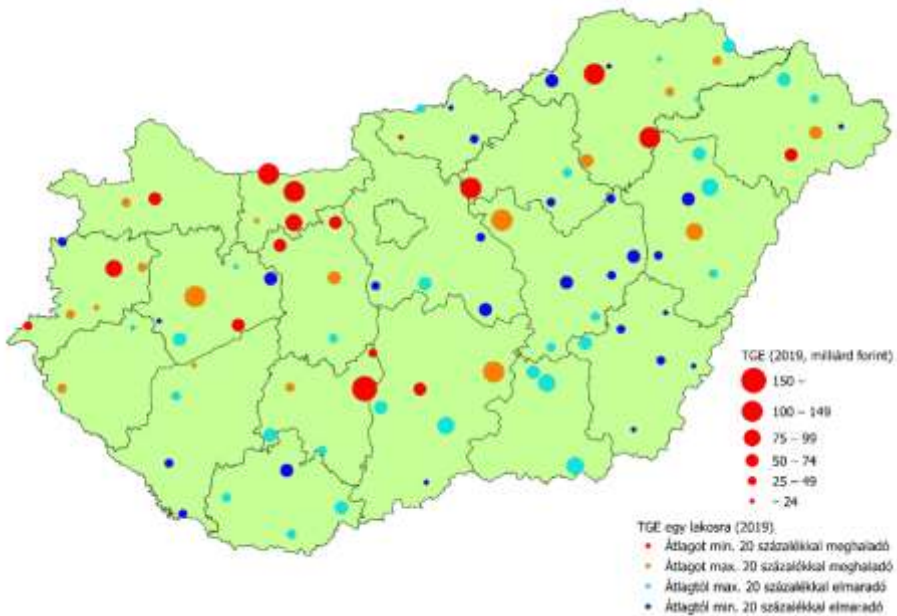 TGE (2019, milliárd forint)
150 –
100 – 149
75 – 99
50 – 74
25 – 49
– 24
TGE egy lakosra (2019)
Átlagot min. 20 százalékkal meghaladó
Átlagot max. 20 százalékkal meghaladó
Átlagtól max. 20 százalékkal elmaradó
Átlagtól min. 20 százalékkal elmaradó